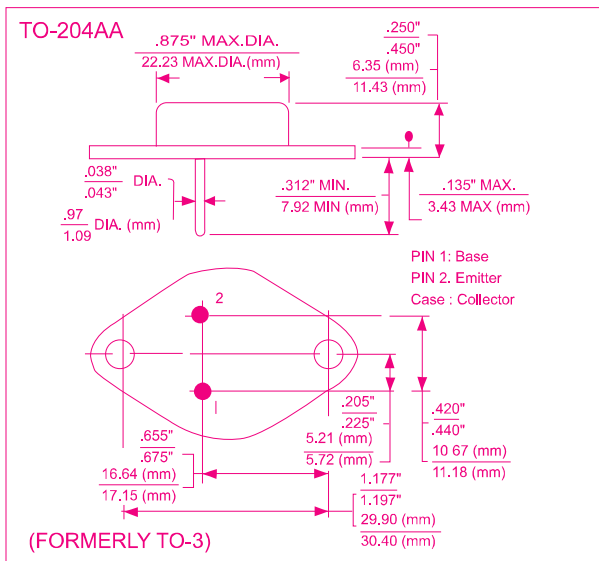 TO-204AA
.875" MAX.DIA.
22.23 MAX.DIA.(mm)
.250"
.450"
6.35 (mm)
11.43 (mm)
.038"
.043"
DIA.
.97
1.09
DIA. (mm)
.312" MIN.
7.92 MIN (mm)
.135" MAX.
3.43 MAX (mm)
PIN 1: Base
PIN 2. Emitter
Case : Collector
2
1
.205"
.225"
5.21 (mm)
5.72 (mm)
.420"
.440"
10 67 (mm)
11.18 (mm)
.655"
.675"
16.64 (mm)
17.15 (mm)
1.177"
1.197"
29.90 (mm)
30.40 (mm)
(FORMERLY TO-3)